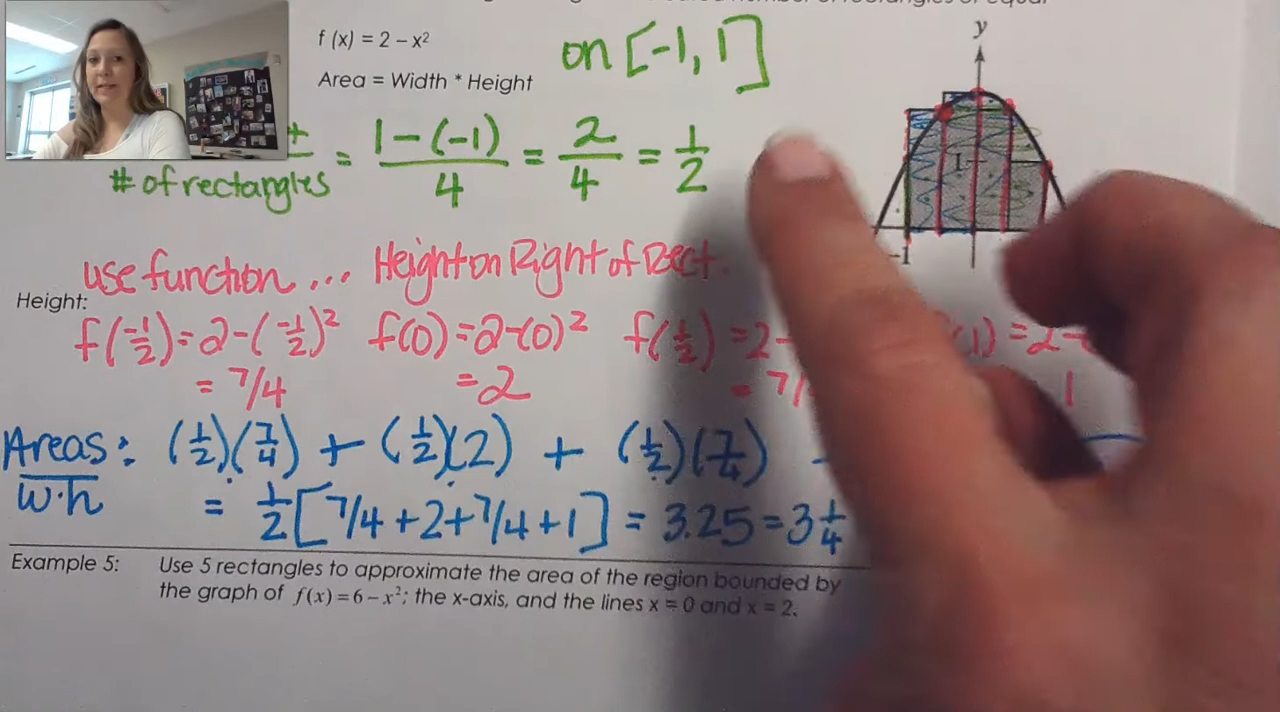 f (x) = 2 – x²
on [-1, 1]
Area = Width * Height
# of rectangles = 1-(-1)/4 = 2/4 = 1/2
y
1
-1
use function ... Height on Right of Rect.
Height:
f(-1/2) = 2-(-1/2)² f(0) = 2-(0)² f(1/2) = 2- (1) = 2-
= 7/4 = 2 = 7/ 1
Areas: (1/2)(7/4) + (1/2)(2) + (1/2)(7/4)
w·h = 1/2[7/4+2+7/4+1] = 3.25 = 3 1/4
Example 5: Use 5 rectangles to approximate the area of the region bounded by
the graph of f(x) = 6 – x²; the x-axis, and the lines x = 0 and x = 2.